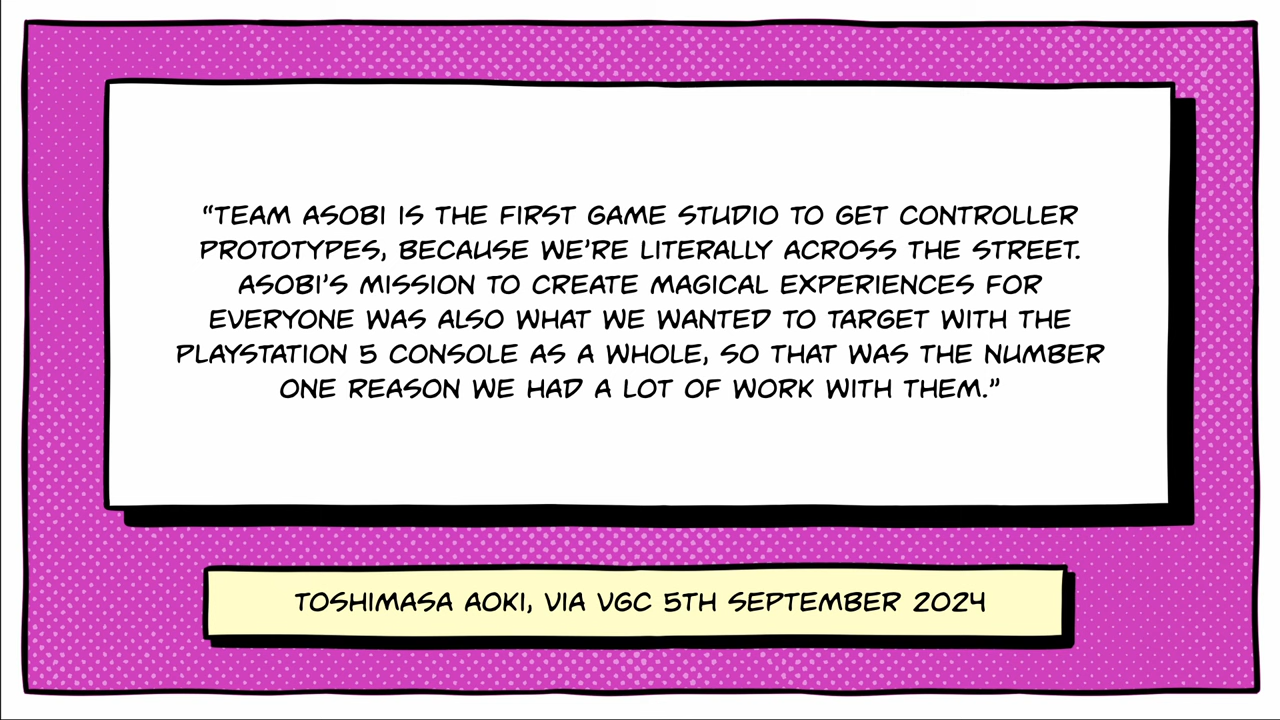 “TEAM ASOBI IS THE FIRST GAME STUDIO TO GET CONTROLLER
PROTOTYPES, BECAUSE WE’RE LITERALLY ACROSS THE STREET.
ASOBI’S MISSION TO CREATE MAGICAL EXPERIENCES FOR
EVERYONE WAS ALSO WHAT WE WANTED TO TARGET WITH THE
PLAYSTATION 5 CONSOLE AS A WHOLE, SO THAT WAS THE NUMBER
ONE REASON WE HAD A LOT OF WORK WITH THEM.”
TOSHIMASA AOKI, VIA VGC 5TH SEPTEMBER 2024